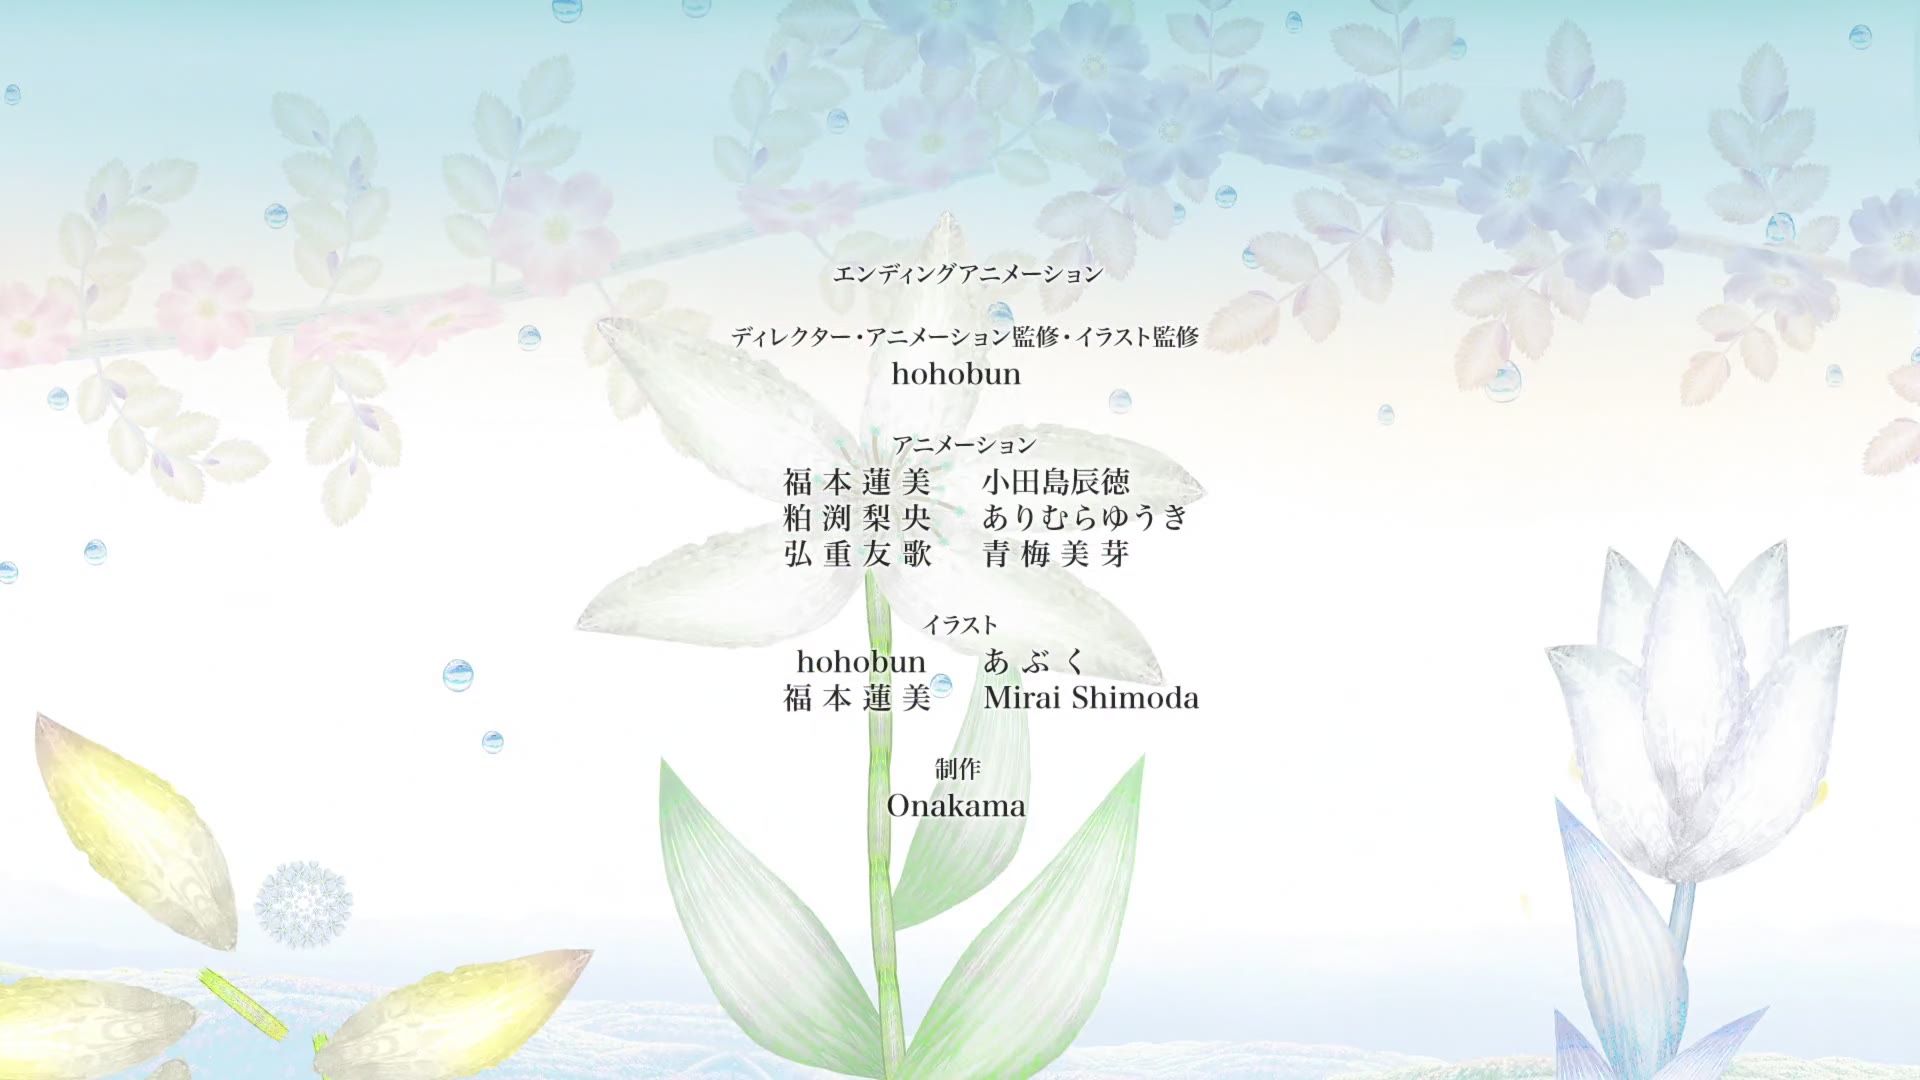 エンディングアニメーション
ディレクター・アニメーション監修・イラスト監修
hohobun
アニメーション
福本蓮美　小田島辰徳
粕渕梨央　ありむらゆうき
弘重友歌　青梅美芽
イラスト
hohobun　あぶく
福本蓮美　Mirai Shimoda
制作
Onakama